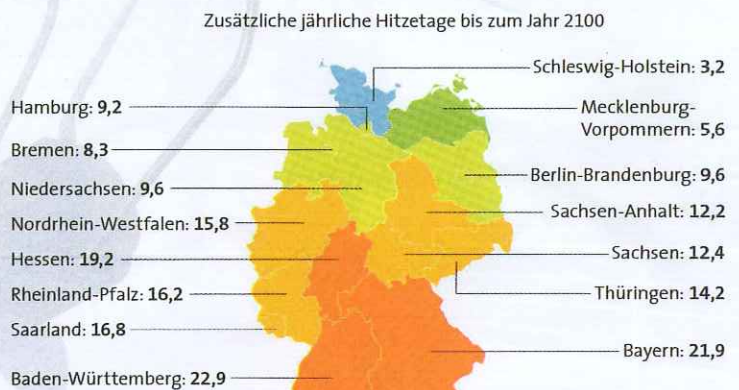 Zusätzliche jährliche Hitzetage bis zum Jahr 2100
Schleswig-Holstein: 3,2
Hamburg: 9,2
Mecklenburg-
Vorpommern: 5,6
Bremen: 8,3
Berlin-Brandenburg: 9,6
Niedersachsen: 9,6
Sachsen-Anhalt: 12,2
Nordrhein-Westfalen: 15,8
Sachsen: 12,4
Hessen: 19,2
Thüringen: 14,2
Rheinland-Pfalz: 16,2
Saarland: 16,8
Bayern: 21,9
Baden-Württemberg: 22,9